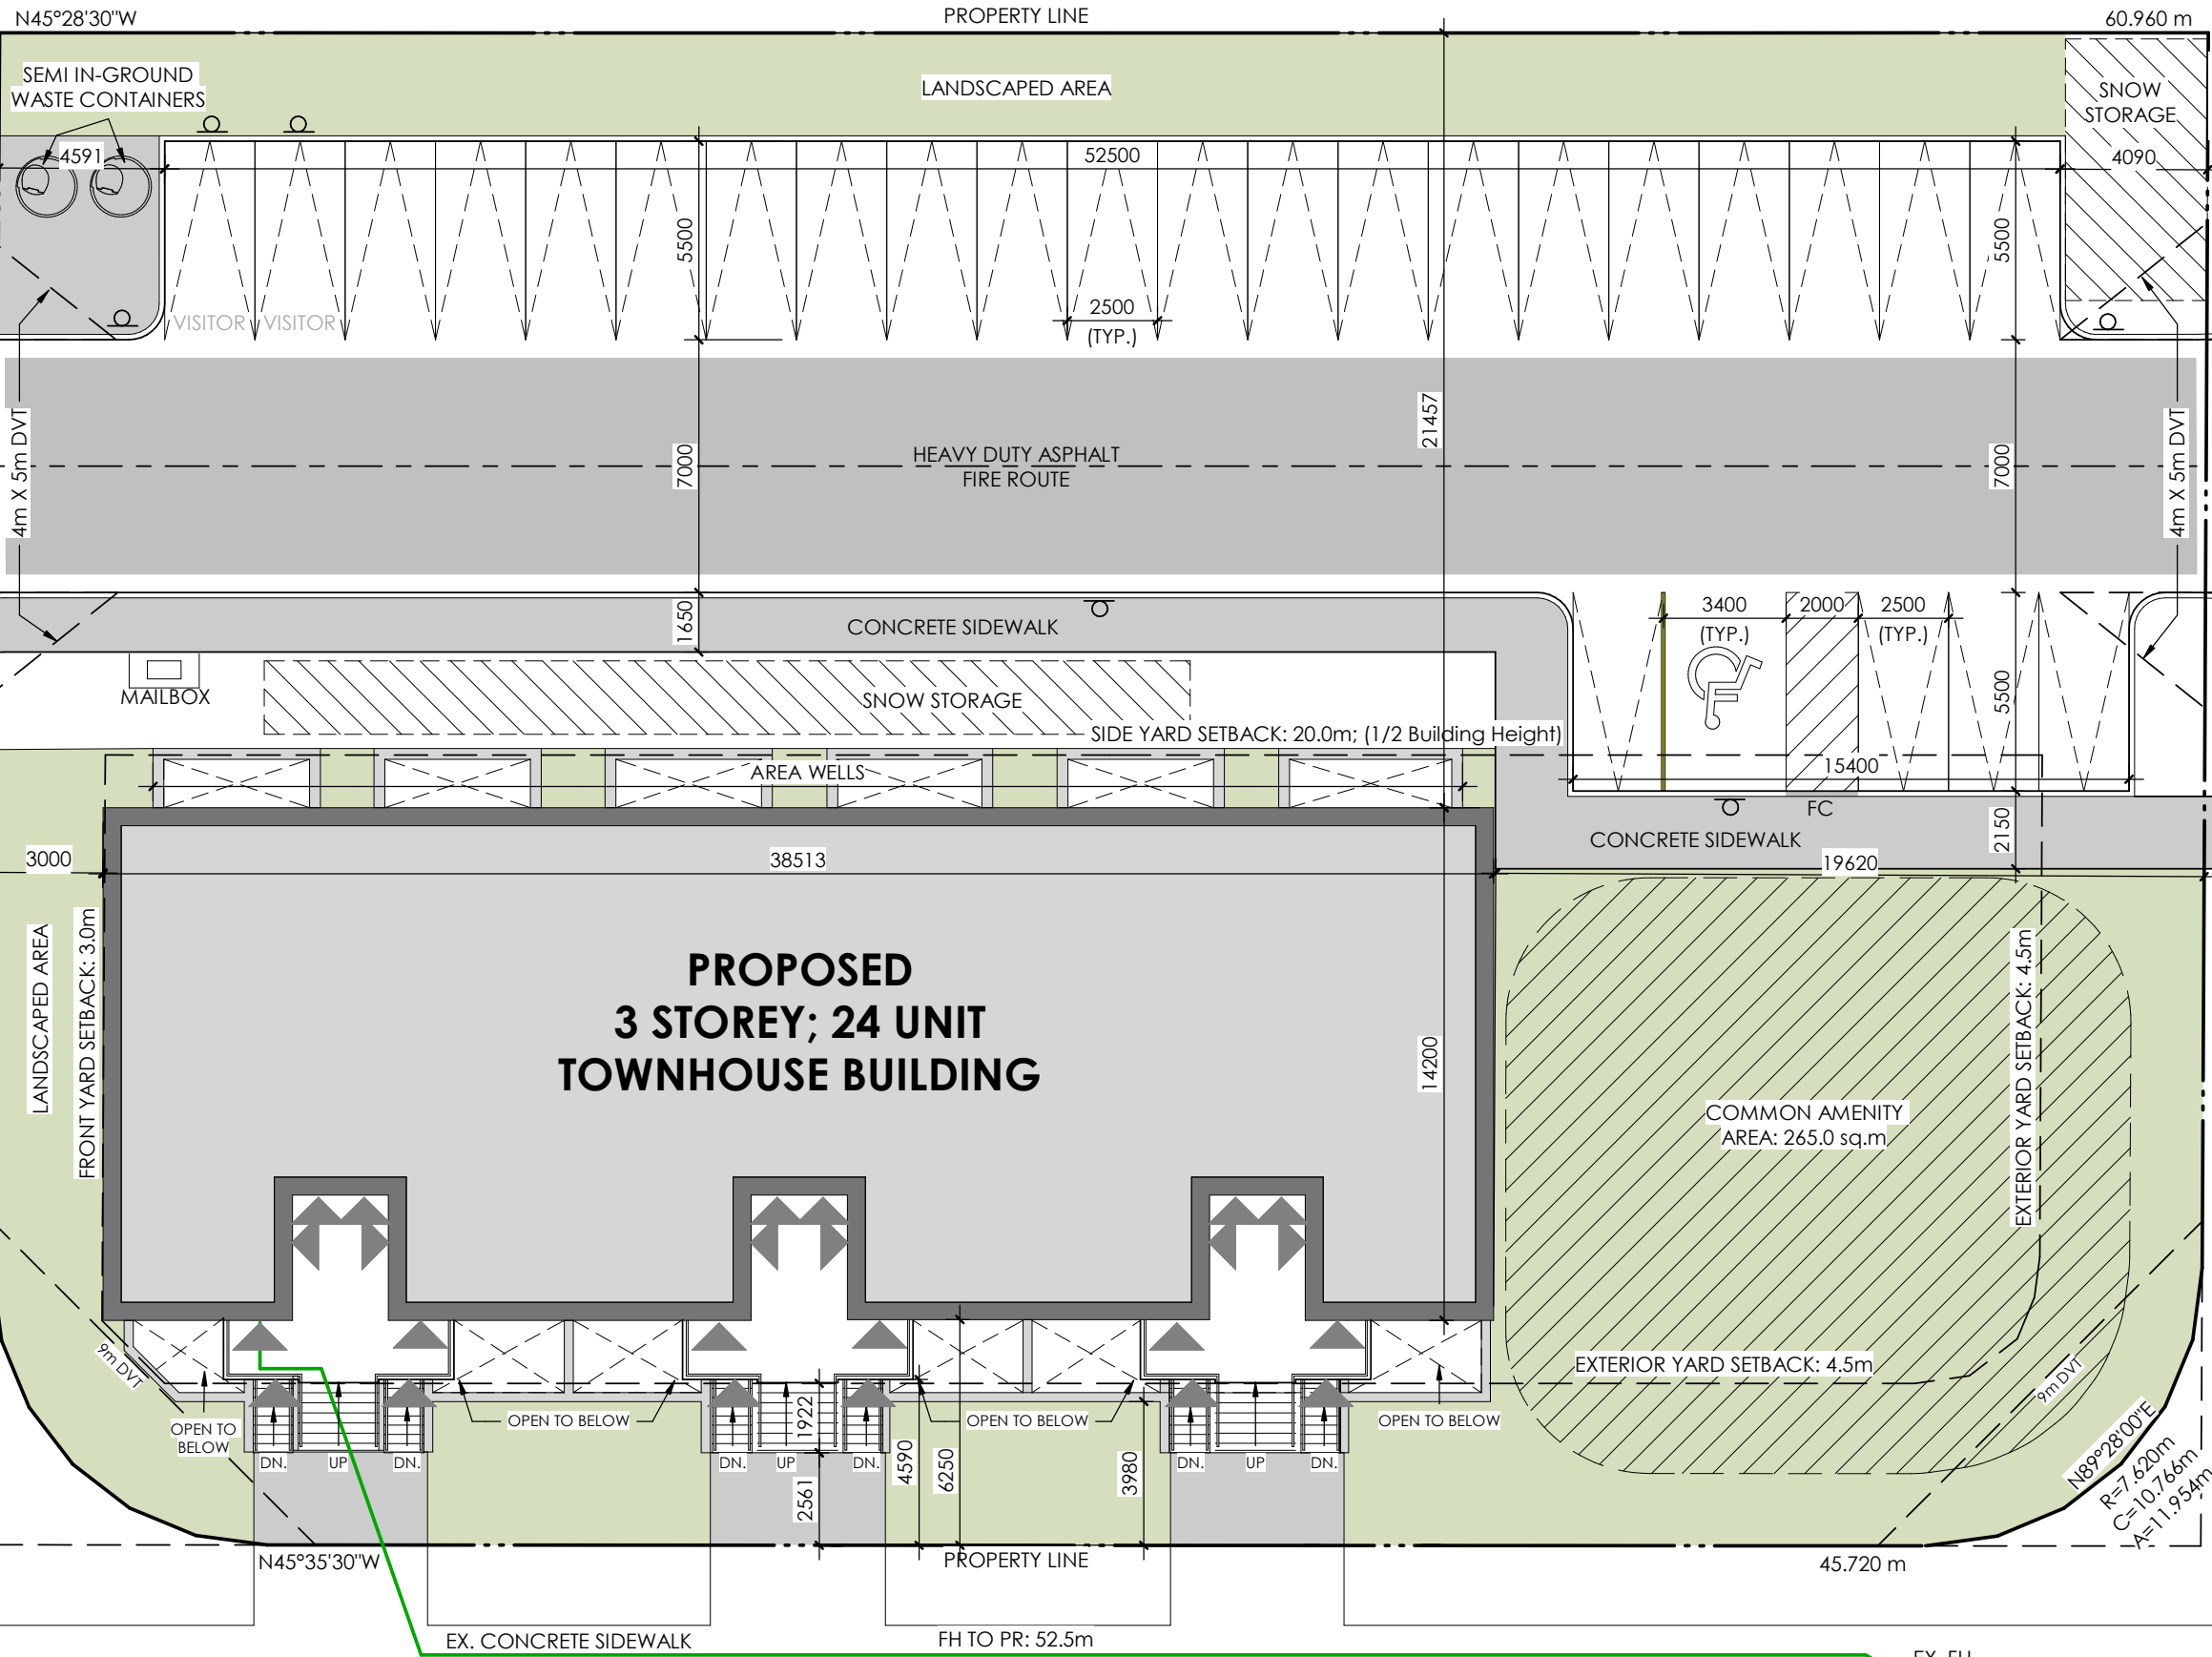 N45°28'30"W
PROPERTY LINE
60.960 m
SEMI IN-GROUND
WASTE CONTAINERS
LANDSCAPED AREA
SNOW
STORAGE
4591
52500
4090
5500
5500
VISITOR
VISITOR
2500
(TYP.)
4m X 5m DVT
7000
HEAVY DUTY ASPHALT
FIRE ROUTE
21457
7000
4m X 5m DVT
1650
CONCRETE SIDEWALK
3400
(TYP.)
2000
2500
(TYP.)
MAILBOX
SNOW STORAGE
5500
SIDE YARD SETBACK: 20.0m; (1/2 Building Height)
AREA WELLS
15400
FC
CONCRETE SIDEWALK
2150
3000
38513
19620
LANDSCAPED AREA
FRONT YARD SETBACK: 3.0m
PROPOSED
3 STOREY; 24 UNIT
TOWNHOUSE BUILDING
14200
EXTERIOR YARD SETBACK: 4.5m
COMMON AMENITY
AREA: 265.0 sq.m
9m DVT
EXTERIOR YARD SETBACK: 4.5m
9m DVT
OPEN TO
BELOW
OPEN TO BELOW
OPEN TO BELOW
OPEN TO BELOW
1922
4590
6250
3980
2561
DN.
UP
DN.
DN.
UP
DN.
DN.
UP
DN.
N89°28'00"E
R=7.620m
C=10.766m
A=11.954m
N45°35'30"W
PROPERTY LINE
45.720 m
EX. CONCRETE SIDEWALK
FH TO PR: 52.5m
EX. FH